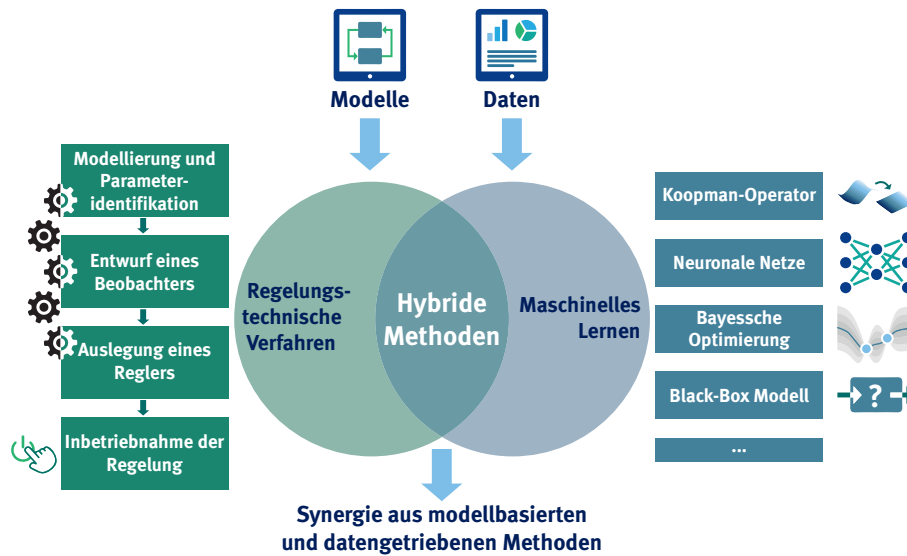 Modelle
Daten
Modellierung und
Parameter-
identifikation
Entwurf eines
Beobachters
Auslegung eines
Reglers
Inbetriebnahme der
Regelung
Regelungs-
technische
Verfahren
Hybride
Methoden
Maschinelles
Lernen
Koopman-Operator
Neuronale Netze
Bayessche
Optimierung
Black-Box Modell
?
...
Synergie aus modellbasierten
und datengetriebenen Methoden